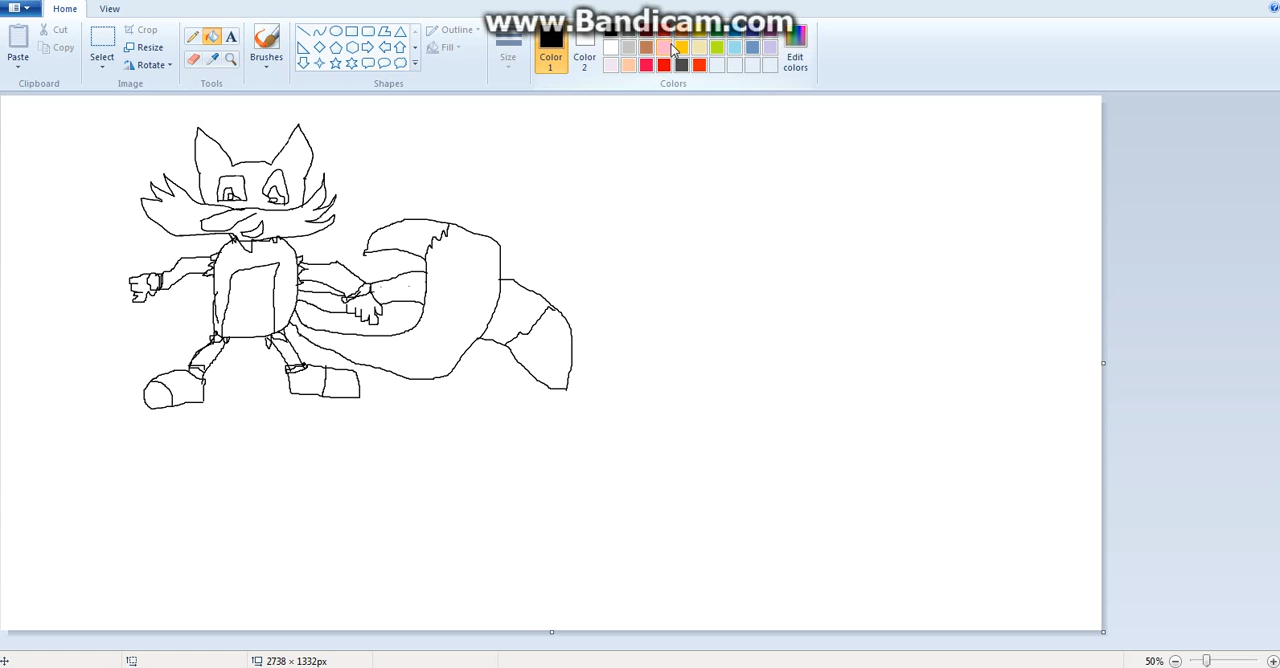 www.Bandicam.com
Home View
Paste
Cut
Copy
Clipboard
Select
Crop
Resize
Rotate
Image
A
Tools
Brushes
Outline
Fill
Shapes
Size
Color 1
Color 2
Edit colors
Colors
2738 × 1332px
50%